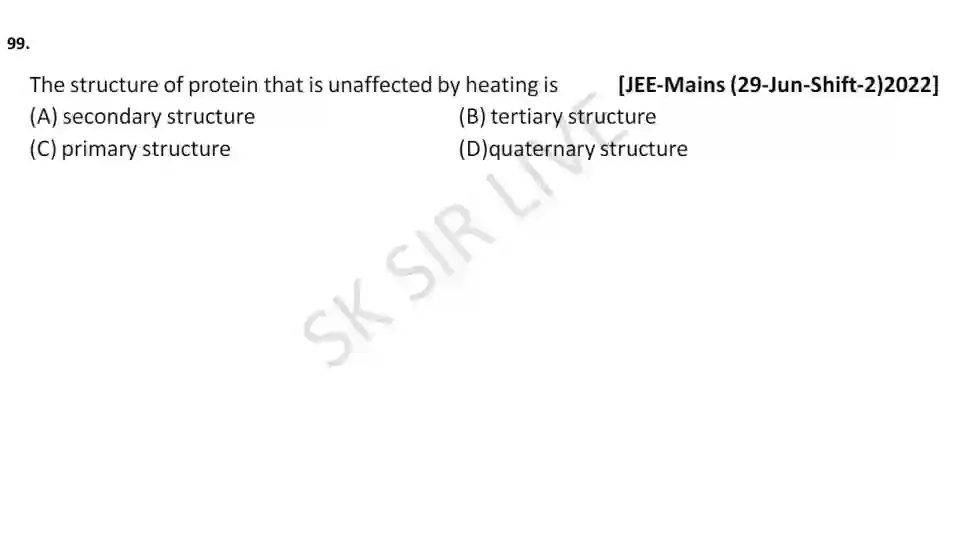 99.
The structure of protein that is unaffected by heating is [JEE-Mains (29-Jun-Shift-2)2022]
(A) secondary structure (B) tertiary structure
(C) primary structure (D)quaternary structure
SK SIR LIVE